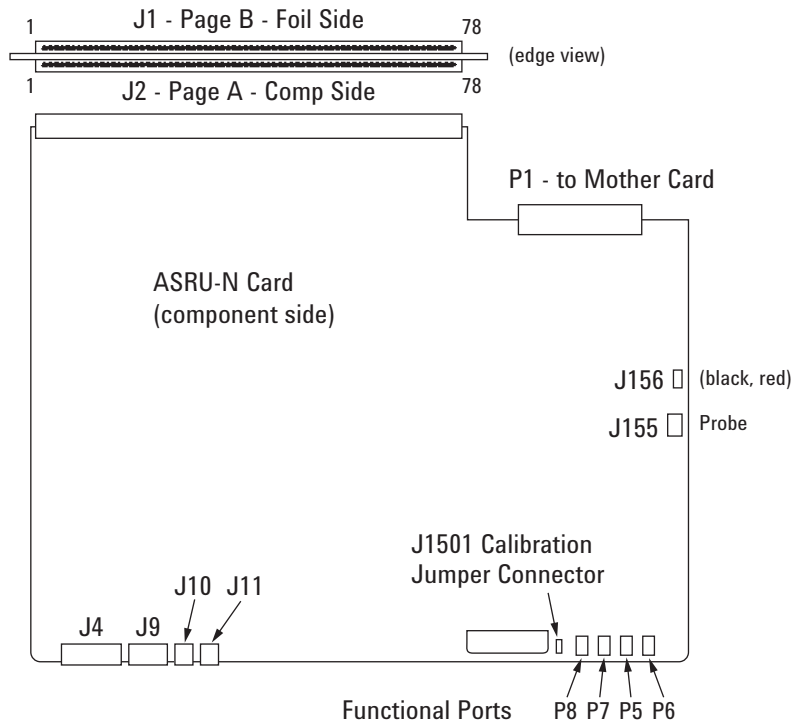 J1 - Page B - Foil Side
1 78
(edge view)
1 78
J2 - Page A - Comp Side
P1 - to Mother Card
ASRU-N Card
(component side)
J156 (black, red)
J155 Probe
J1501 Calibration
Jumper Connector
J10 J11
J4 J9
Functional Ports P8 P7 P5 P6